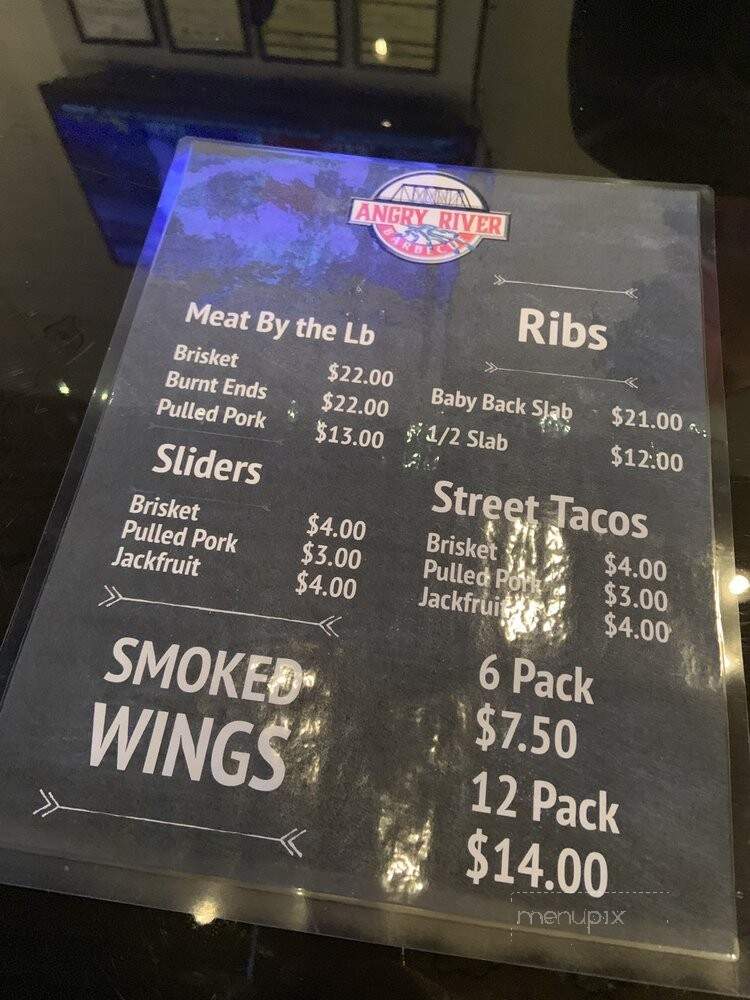 ANGRY RIVER
BARBECUE
Meat By the Lb
Brisket $22.00
Burnt Ends $22.00
Pulled Pork $13.00
Sliders
Brisket $4.00
Pulled Pork $3.00
Jackfruit $4.00
SMOKED
WINGS
Ribs
Baby Back Slab $21.00
1/2 Slab $12.00
Street Tacos
Brisket $4.00
Pulled Pork $3.00
Jackfruit $4.00
6 Pack
$7.50
12 Pack
$14.00
menupix